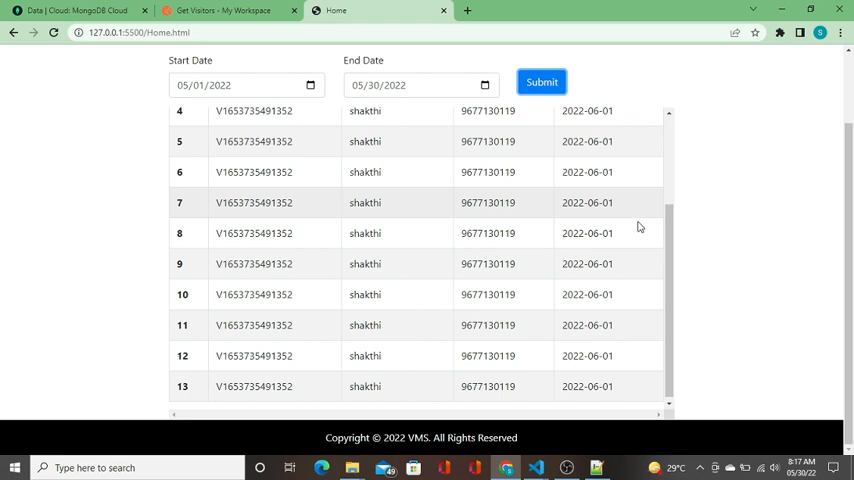 Data | Cloud: MongoDB Cloud
Get Visitors - My Workspace
Home
127.0.0.1:5500/Home.html
S
Start Date
End Date
05/01/2022
05/30/2022
Submit
4 V1653735491352 shakthi 9677130119 2022-06-01
5 V1653735491352 shakthi 9677130119 2022-06-01
6 V1653735491352 shakthi 9677130119 2022-06-01
7 V1653735491352 shakthi 9677130119 2022-06-01
8 V1653735491352 shakthi 9677130119 2022-06-01
9 V1653735491352 shakthi 9677130119 2022-06-01
10 V1653735491352 shakthi 9677130119 2022-06-01
11 V1653735491352 shakthi 9677130119 2022-06-01
12 V1653735491352 shakthi 9677130119 2022-06-01
13 V1653735491352 shakthi 9677130119 2022-06-01
Copyright © 2022 VMS. All Rights Reserved
Type here to search
49
29°C
8:17 AM
05/30/22